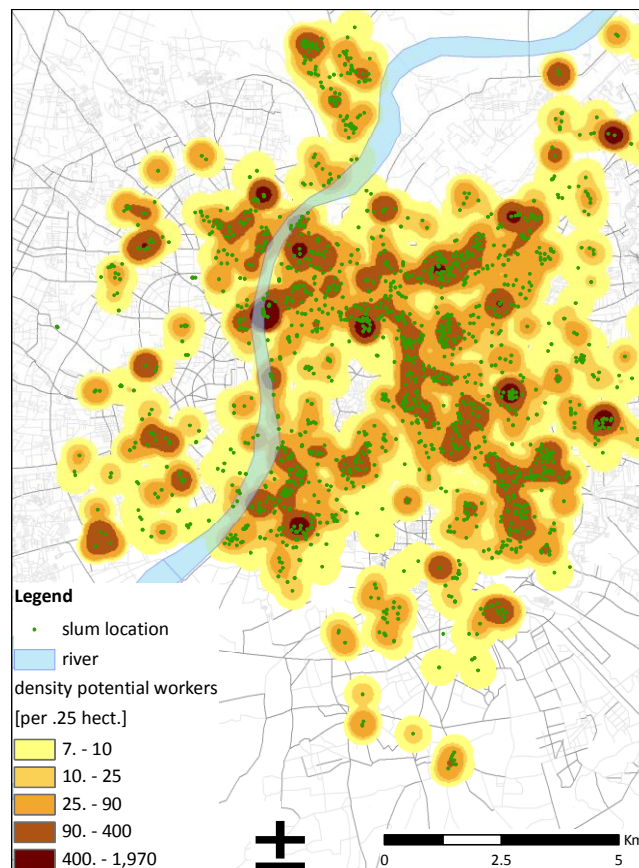 Legend
slum location
river
density potential workers
[per .25 hect.]
7. - 10
10. - 25
25. - 90
90. - 400
400. - 1,970
Km
0 2.5 5